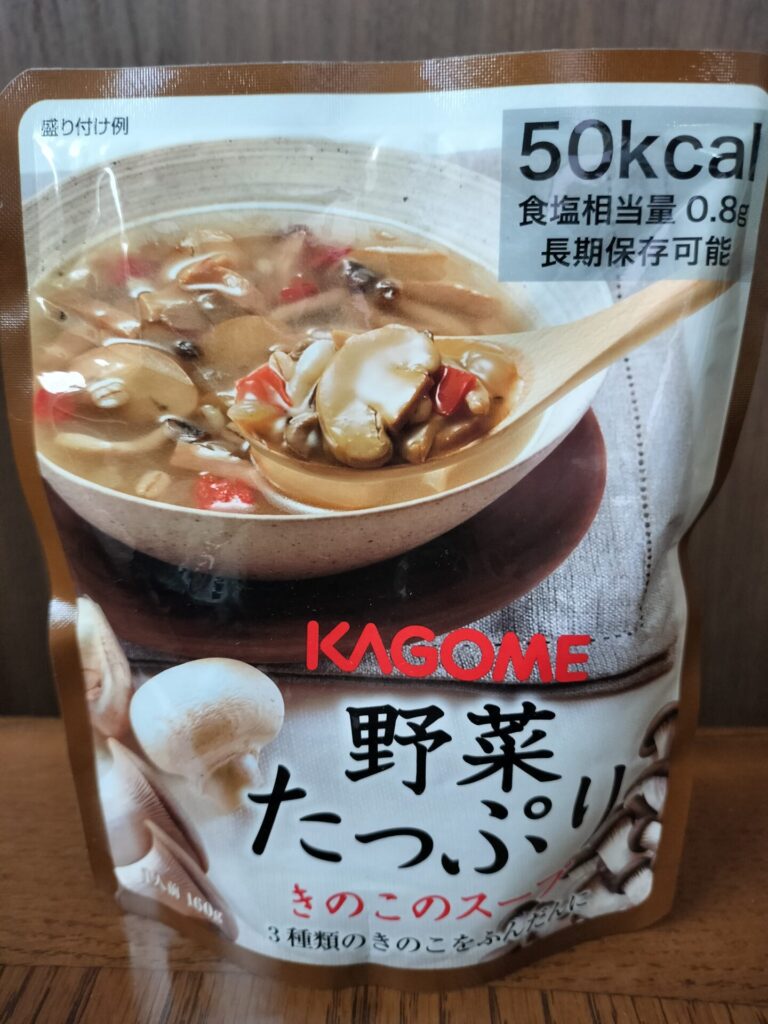 盛り付け例
50kcal
食塩相当量 0.8g
長期保存可能
KAGOME
野菜
たっぷり
きのこのスープ
3種類のきのこをふんだんに
1人前 160g